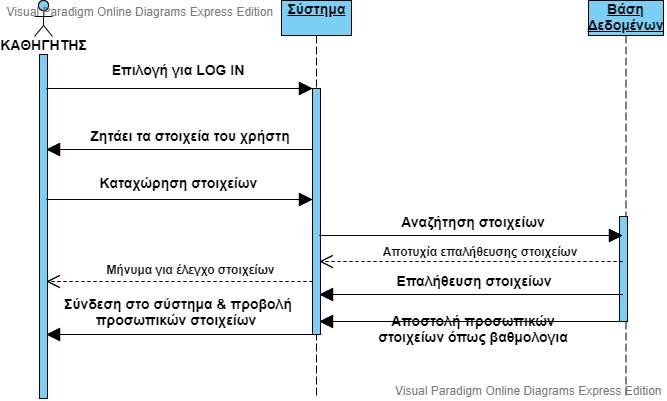 Visual Paradigm Online Diagrams Express Edition
Σύστημα
Βάση
Δεδομένων
ΚΑΘΗΓΗΤΗΣ
Επιλογή για LOG IN
Ζητάει τα στοιχεία του χρήστη
Καταχώρηση στοιχείων
Αναζήτηση στοιχείων
Αποτυχία επαλήθευσης στοιχείων
Μήνυμα για έλεγχο στοιχείων
Επαλήθευση στοιχείων
Σύνδεση στο σύστημα & προβολή
προσωπικών στοιχείων
Αποστολή προσωπικών
στοιχείων όπως βαθμολογια
Visual Paradigm Online Diagrams Express Edition